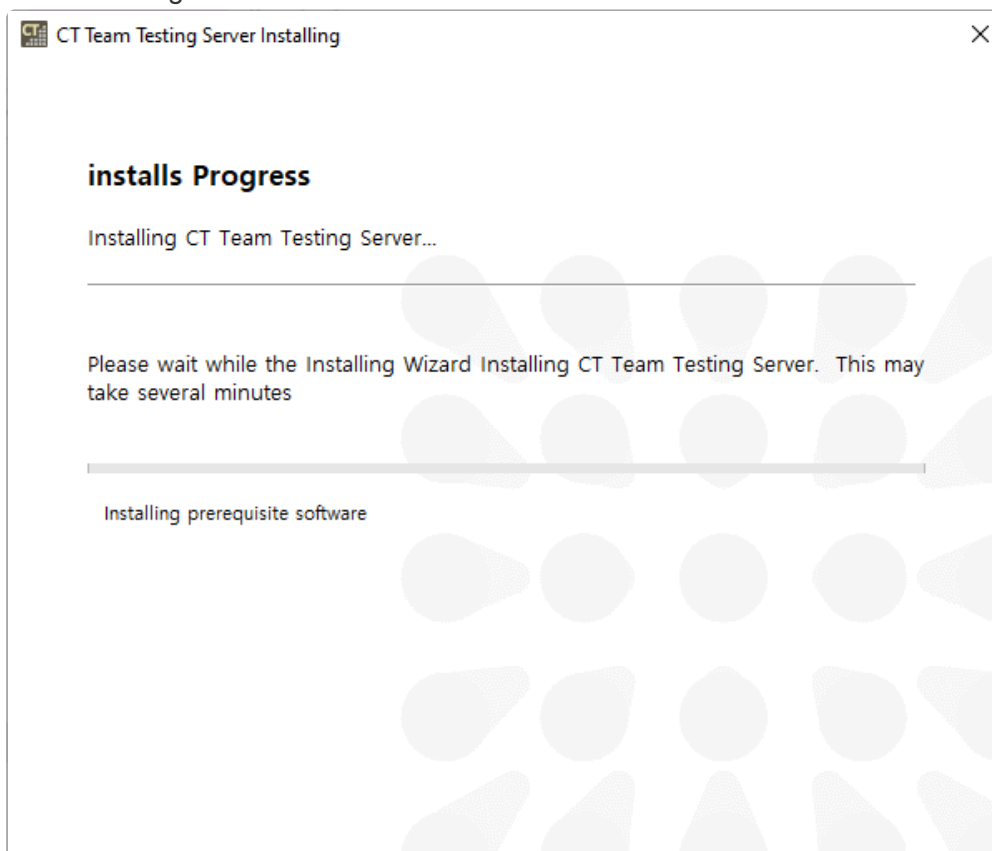 CT Team Testing Server Installing
installs Progress
Installing CT Team Testing Server...
Please wait while the Installing Wizard Installing CT Team Testing Server. This may
take several minutes
Installing prerequisite software